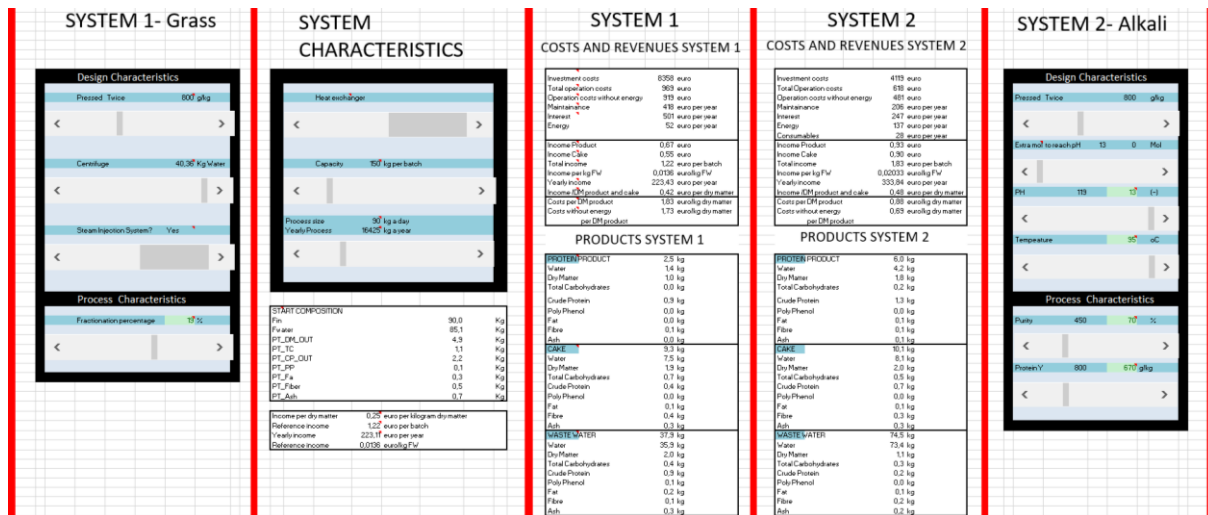 SYSTEM 1- Grass
Design Characteristics
Pressed Twice 800 g/kg
Centrifuge 40,36 Kg Water
Steam Injection System? Yes
Process Characteristics
Fractionation percentage %
SYSTEM
CHARACTERISTICS
Heat exchanger
Capacity 150 kg per batch
Process size 90 kg a day
Yearly Process 16425 kg a year
START COMPOSITION
Fin 90,0 Kg
Fwater 85,1 Kg
PT_DM_OUT 4,9 Kg
PT_TC 1,1 Kg
PT_CP_OUT 2,2 Kg
PT_PP 0,1 Kg
PT_Fa 0,3 Kg
PT_Fiber 0,5 Kg
PT_Ash 0,7 Kg
Income per dry matter 0,25 euro per kilogram dry matter
Reference income 1,22 euro per batch
Yearly income 223,11 euro per year
Reference income 0,0136 euro/kg FW
SYSTEM 1
COSTS AND REVENUES SYSTEM 1
Investment costs 8358 euro
Total operation costs 969 euro
Operation costs without energy 919 euro
Maintainance 418 euro per year
Interest 501 euro per year
Energy 52 euro per year
Income Product 0,67 euro
Income Cake 0,55 euro
Total income 1,22 euro per batch
Income per kg FW 0,0136 euro/kg FW
Yearly income 223,43 euro per year
Income /DM product and cake 0,42 euro per dry matter
Costs per DM product 1,83 euro/kg dry matter
Costs without energy 1,73 euro/kg dry matter
per DM product
PRODUCTS SYSTEM 1
PROTEIN PRODUCT 2,5 kg
Water 1,4 kg
Dry Matter 1,0 kg
Total Carbohydrates 0,0 kg
Crude Protein 0,9 kg
Poly Phenol 0,0 kg
Fat 0,0 kg
Fibre 0,1 kg
Ash 0,0 kg
CAKE 9,3 kg
Water 7,5 kg
Dry Matter 1,9 kg
Total Carbohydrates 0,7 kg
Crude Protein 0,4 kg
Poly Phenol 0,0 kg
Fat 0,1 kg
Fibre 0,4 kg
Ash 0,3 kg
WASTE WATER 37,9 kg
Water 35,9 kg
Dry Matter 2,0 kg
Total Carbohydrates 0,4 kg
Crude Protein 0,9 kg
Poly Phenol 0,1 kg
Fat 0,2 kg
Fibre 0,1 kg
Ash 0,3 kg
SYSTEM 2
COSTS AND REVENUES SYSTEM 2
Investment costs 4119 euro
Total Operation costs 618 euro
Operation costs without energy 481 euro
Maintainance 206 euro per year
Interest 247 euro per year
Energy 137 euro per year
Consumables 28 euro per year
Income Product 0,93 euro
Income Cake 0,90 euro
Total income 1,83 euro per batch
Income per kg FW 0,02033 euro/kg FW
Yearly income 333,84 euro per year
Income /DM product and cake 0,48 euro per dry matter
Costs per DM product 0,88 euro/kg dry matter
Costs without energy 0,69 euro/kg dry matter
per DM product
PRODUCTS SYSTEM 2
PROTEIN PRODUCT 6,0 kg
Water 4,2 kg
Dry Matter 1,8 kg
Total Carbohydrates 0,2 kg
Crude Protein 1,3 kg
Poly Phenol 0,0 kg
Fat 0,1 kg
Fibre 0,1 kg
Ash 0,1 kg
CAKE 10,1 kg
Water 8,1 kg
Dry Matter 2,0 kg
Total Carbohydrates 0,5 kg
Crude Protein 0,7 kg
Poly Phenol 0,0 kg
Fat 0,1 kg
Fibre 0,3 kg
Ash 0,3 kg
WASTE WATER 74,5 kg
Water 73,4 kg
Dry Matter 1,1 kg
Total Carbohydrates 0,3 kg
Crude Protein 0,2 kg
Poly Phenol 0,0 kg
Fat 0,1 kg
Fibre 0,2 kg
Ash 0,2 kg
SYSTEM 2- Alkali
Design Characteristics
Pressed Twice 800 g/kg
Extra mol to reach pH 13 0 Mol
PH 119 13 (-)
Tempeature 95 oC
Process Characteristics
Purity 450 70 %
Protein Y 800 670 g/kg